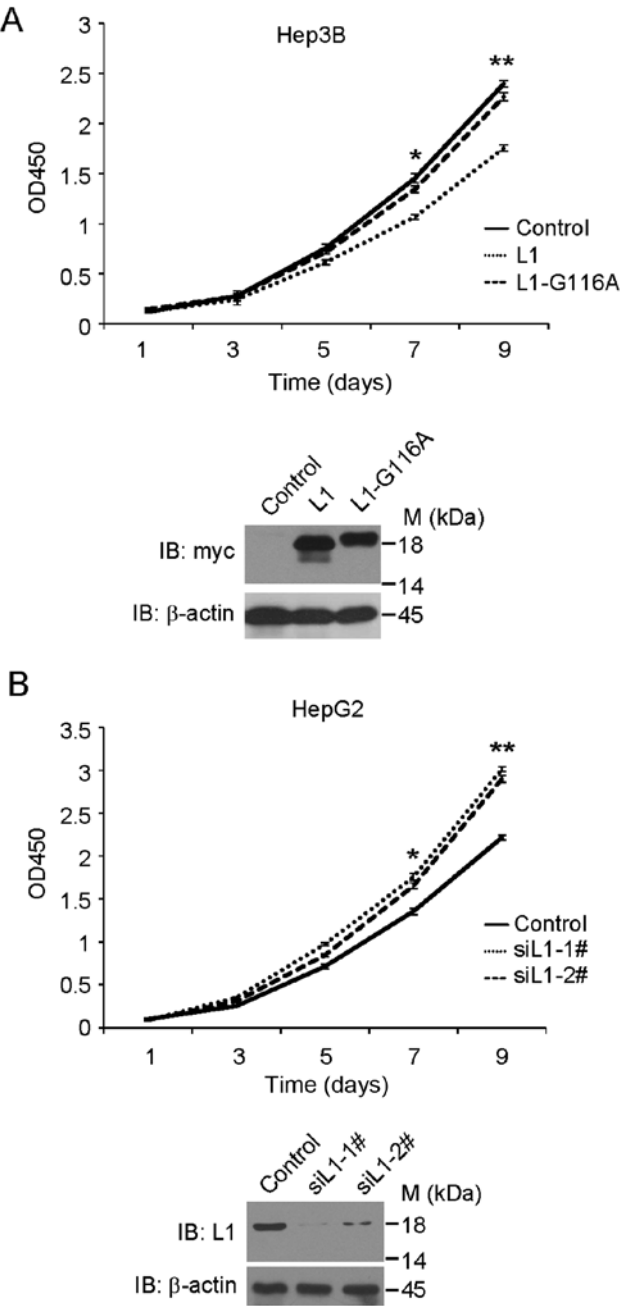 A
Hep3B
3
2.5
2
1.5
1
0.5
0
OD450
*
**
Control
L1
L1-G116A
1 3 5 7 9
Time (days)
Control L1 L1-G116A
M (kDa)
IB: myc
18
14
IB: β-actin
45
B
HepG2
3.5
3
2.5
2
1.5
1
0.5
0
OD450
*
**
Control
siL1-1#
siL1-2#
1 3 5 7 9
Time (days)
Control siL1-1# siL1-2#
M (kDa)
IB: L1
18
14
IB: β-actin
45